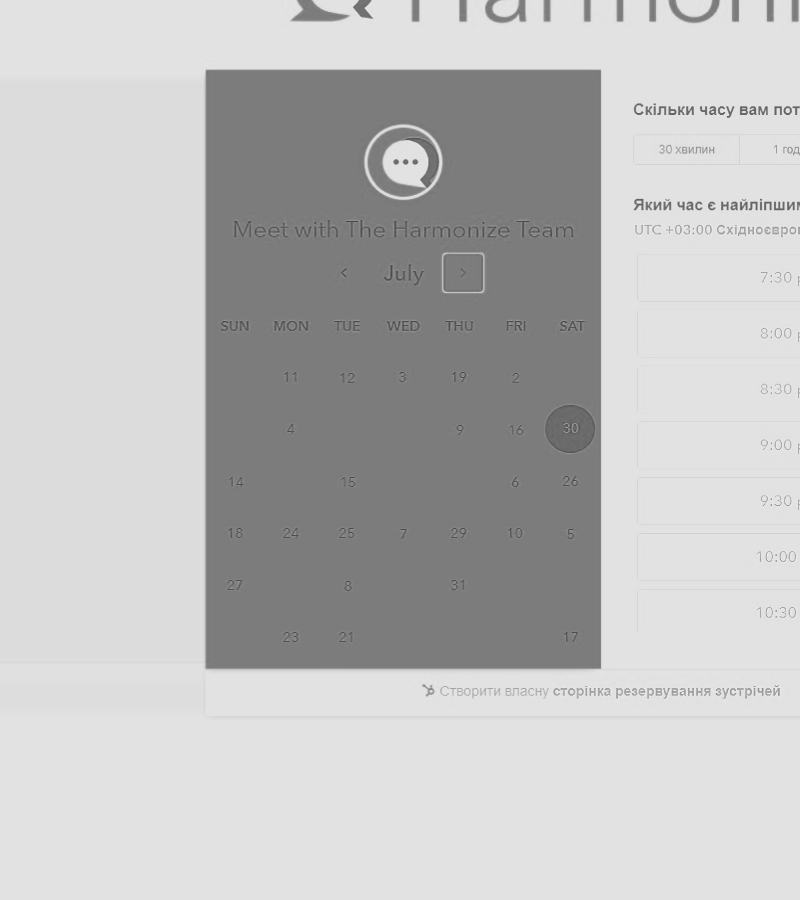 Harmoni
Meet with The Harmonize Team
July
SUN MON TUE WED THU FRI SAT
11 12 3 19 2
4 9 16 30
14 15 6 26
18 24 25 7 29 10 5
27 8 31
23 21 17
Скільки часу вам пот
30 хвилин 1 год
Який час є найліпшим
UTC +03:00 Східноєвро
7:30 p
8:00 p
8:30 p
9:00 p
9:30 p
10:00
10:30
Створити власну сторінка резервування зустрічей